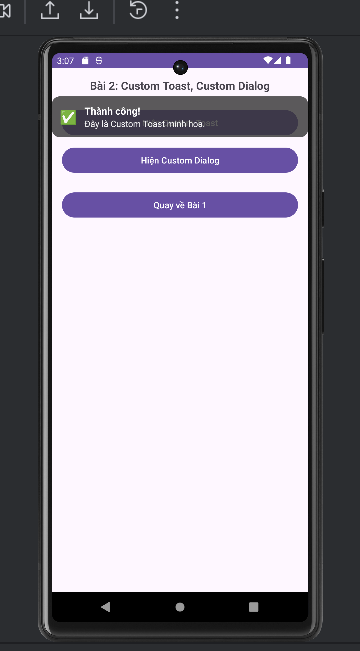 3:07
Bài 2: Custom Toast, Custom Dialog
Thành công!
Đây là Custom Toast minh họa.
Hiện Custom Dialog
Quay về Bài 1